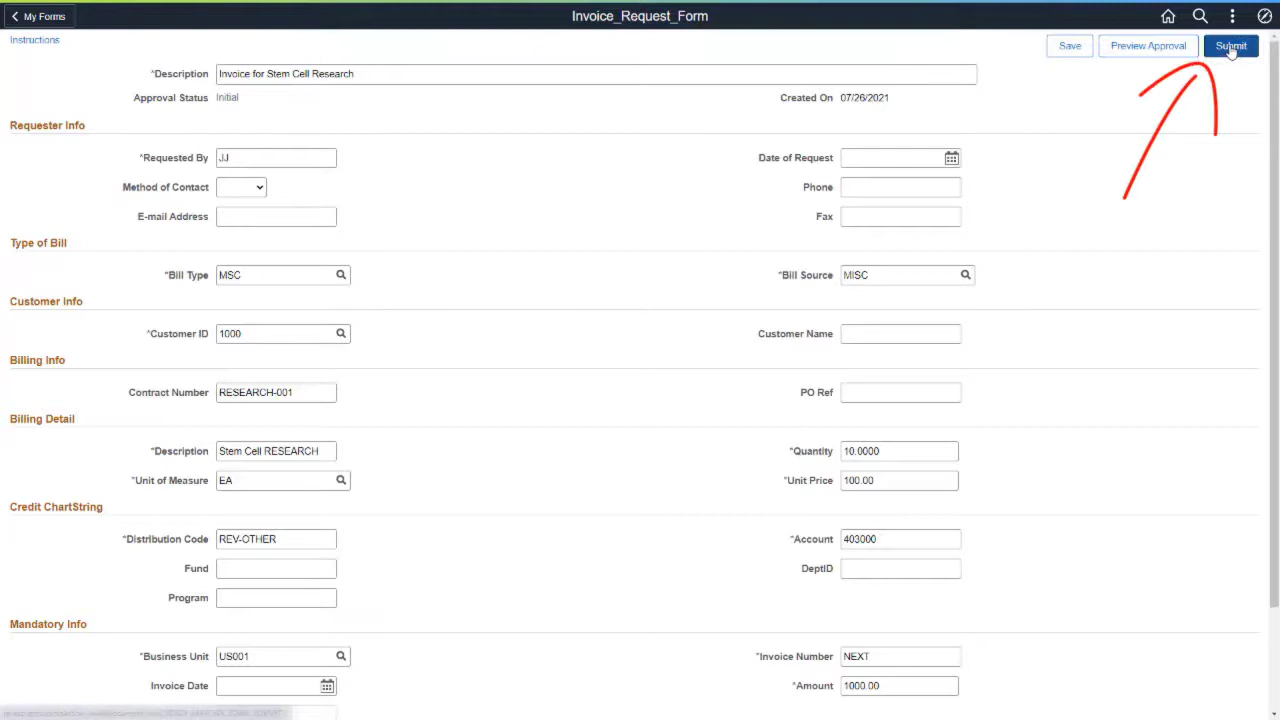 My Forms
Invoice_Request_Form
Instructions
Save
Preview Approval
Submit
*Description Invoice for Stem Cell Research
Approval Status Initial
Created On 07/26/2021
Requester Info
*Requested By JJ
Date of Request
Method of Contact
Phone
E-mail Address
Fax
Type of Bill
*Bill Type MSC
*Bill Source MISC
Customer Info
*Customer ID 1000
Customer Name
Billing Info
Contract Number RESEARCH-001
PO Ref
Billing Detail
*Description Stem Cell RESEARCH
*Quantity 10.0000
*Unit of Measure EA
*Unit Price 100.00
Credit ChartString
*Distribution Code REV-OTHER
*Account 403000
Fund
DeptID
Program
Mandatory Info
*Business Unit US001
*Invoice Number NEXT
Invoice Date
*Amount 1000.00